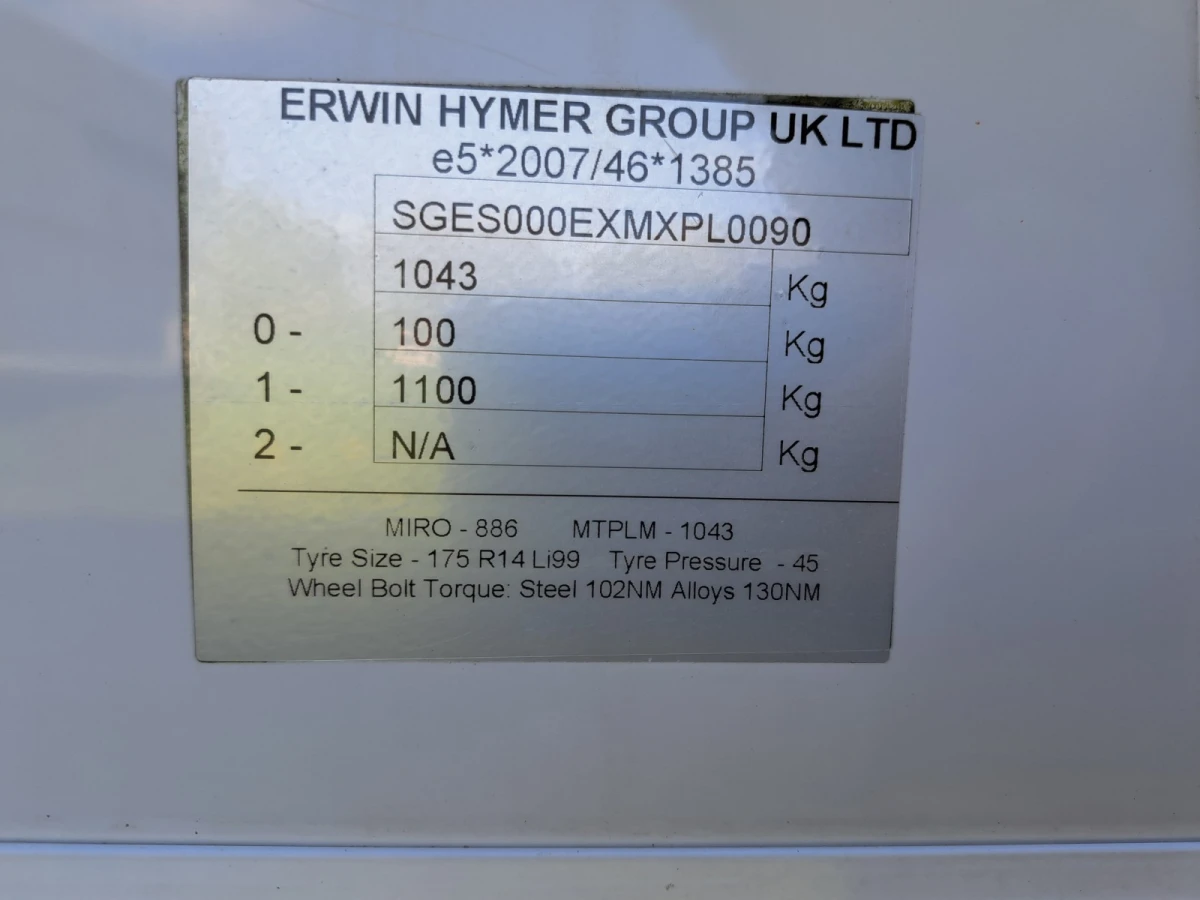 ERWIN HYMER GROUP UK LTD
e5*2007/46*1385
SGES000EXMXPL0090
1043 Kg
0 - 100 Kg
1 - 1100 Kg
2 - N/A Kg
MIRO - 886 MTPLM - 1043
Tyre Size - 175 R14 Li99 Tyre Pressure - 45
Wheel Bolt Torque: Steel 102NM Alloys 130NM